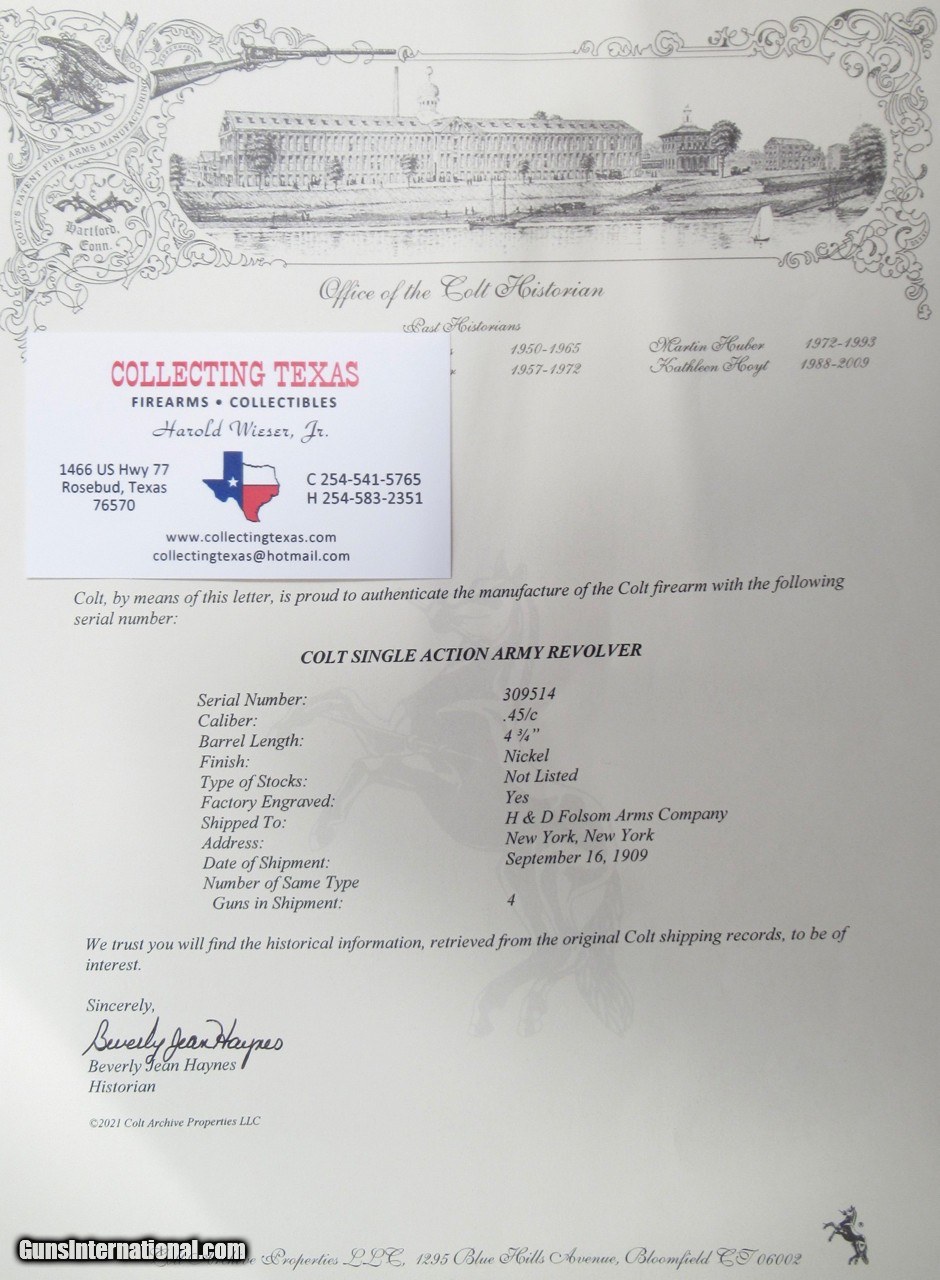 COLT'S PATENT FIRE ARMS MANUFACTURING
Hartford,
Conn.
Office of the Colt Historian
Past Historians
1950-1965 Martin Huber 1972-1993
1957-1972 Kathleen Hoyt 1988-2009
COLLECTING TEXAS
FIREARMS • COLLECTIBLES
Harold Wieser, Jr.
1466 US Hwy 77
Rosebud, Texas
76570
C 254-541-5765
H 254-583-2351
www.collectingtexas.com
collectingtexas@hotmail.com
Colt, by means of this letter, is proud to authenticate the manufacture of the Colt firearm with the following
serial number:
COLT SINGLE ACTION ARMY REVOLVER
Serial Number: 309514
Caliber: .45/c
Barrel Length: 4 ¾”
Finish: Nickel
Type of Stocks: Not Listed
Factory Engraved: Yes
Shipped To: H & D Folsom Arms Company
Address: New York, New York
Date of Shipment: September 16, 1909
Number of Same Type
Guns in Shipment: 4
We trust you will find the historical information, retrieved from the original Colt shipping records, to be of
interest.
Sincerely,
Beverly Jean Haynes
Beverly Jean Haynes
Historian
©2021 Colt Archive Properties LLC
Properties LLC, 1295 Blue Hills Avenue, Bloomfield CT 06002
GunsInternational.com